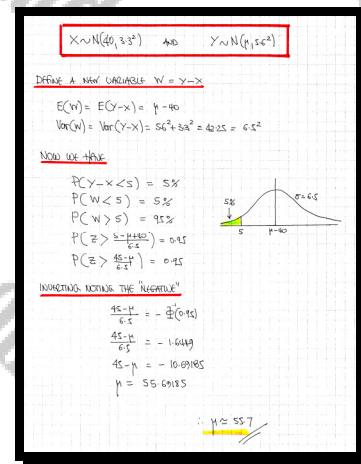 X~N(40, 3.3²) AND Y~N(μ, 5.6²)
DEFINE A NEW VARIABLE W = Y-X
E(W) = E(Y-X) = μ - 40
Var(W) = Var(Y-X) = 5.6² + 3.3² = 42.25 = 6.5²
NOW WE HAVE
P(Y-X<5) = 5%
P(W<5) = 5%
P(W>5) = 95%
P(Z > (5-μ+40)/6.5) = 0.95
P(Z > (45-μ)/6.5) = 0.95
5%
σ=6.5
5 μ-40
INVERTING NOTING THE "NEGATIVE"
(45-μ)/6.5 = - Φ⁻¹(0.95)
(45-μ)/6.5 = - 1.6449
45-μ = - 10.69185
μ = 55.69185
∴ μ ≃ 55.7